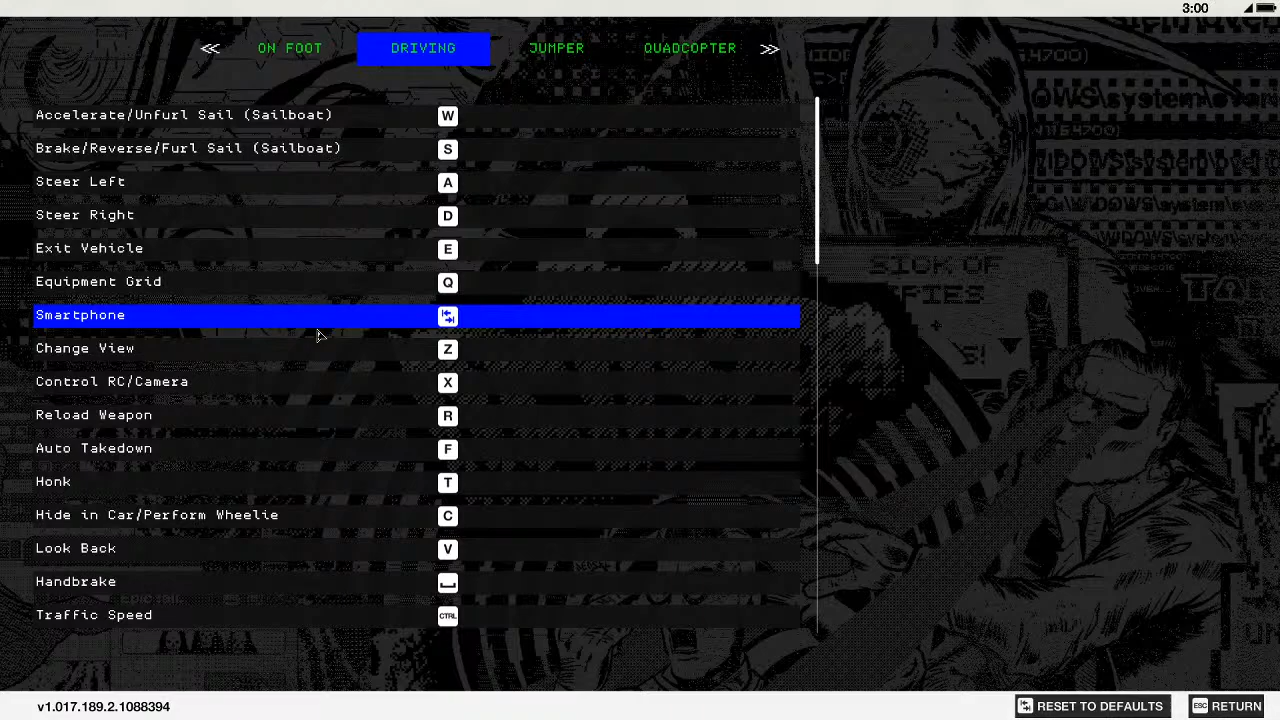 3:00
ON FOOT DRIVING JUMPER QUADCOPTER
Accelerate/Unfurl Sail (Sailboat) W
Brake/Reverse/Furl Sail (Sailboat) S
Steer Left A
Steer Right D
Exit Vehicle E
Equipment Grid Q
Smartphone
Change View Z
Control RC/Camera X
Reload Weapon R
Auto Takedown F
Honk T
Hide in Car/Perform Wheelie C
Look Back V
Handbrake
Traffic Speed CTRL
SICK OF
v1.017.189.2.1088394
RESET TO DEFAULTS ESC RETURN